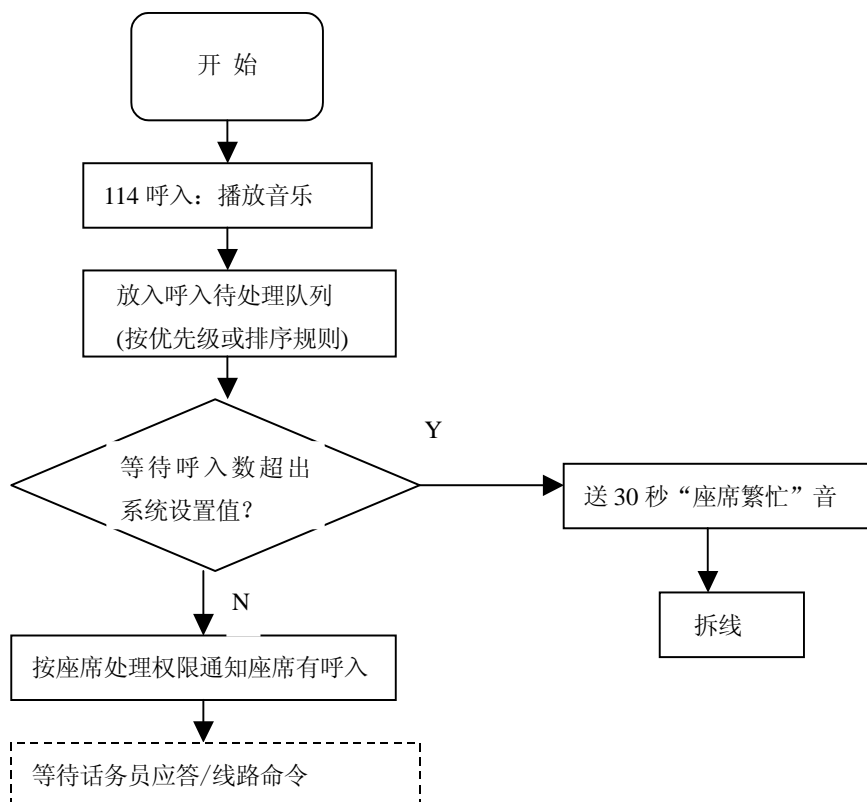 开 始
114 呼入：播放音乐
放入呼入待处理队列
(按优先级或排序规则)
Y
等待呼入数超出
系统设置值？
送 30 秒“座席繁忙”音
N
拆线
按座席处理权限通知座席有呼入
等待话务员应答/线路命令